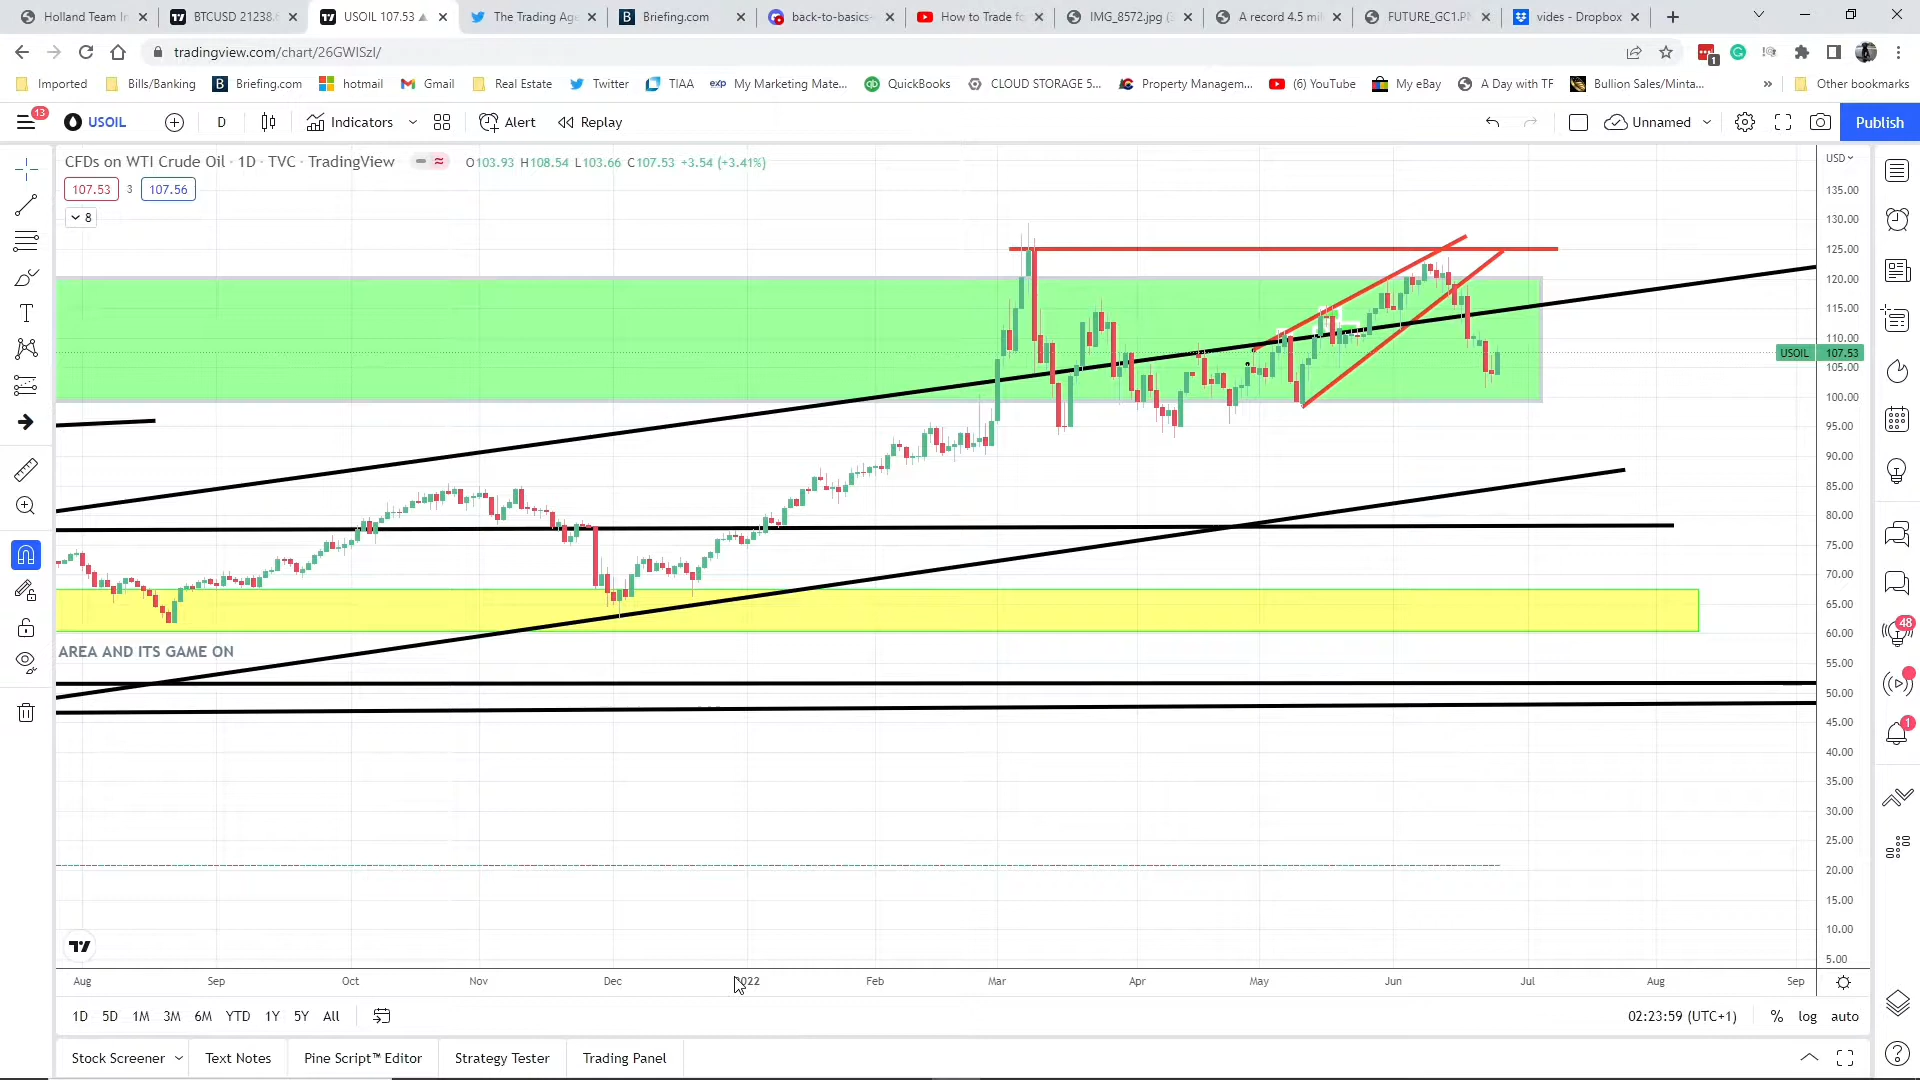 Holland Team In
BTCUSD 21238.
USOIL 107.53 ▲
The Trading Age
Briefing.com
back-to-basics-
How to Trade fo
IMG_8572.jpg (
A record 4.5 mil
FUTURE_GC1.P
vides - Dropbox
tradingview.com/chart/26GWISzI/
1
Imported
Bills/Banking
Briefing.com
hotmail
Gmail
Real Estate
Twitter
TIAA
exp My Marketing Mate...
QuickBooks
CLOUD STORAGE 5...
Property Managem...
(6) YouTube
My eBay
A Day with TF
Bullion Sales/Minta...
»
Other bookmarks
13
USOIL
D
Indicators
Alert
Replay
Unnamed
Publish
CFDs on WTI Crude Oil · 1D · TVC · TradingView
O103.93 H108.54 L103.66 C107.53 +3.54 (+3.41%)
USD
107.53
3
107.56
8
135.00
130.00
125.00
120.00
115.00
110.00
USOIL 107.53
105.00
100.00
95.00
90.00
85.00
80.00
75.00
70.00
65.00
60.00
AREA AND ITS GAME ON
55.00
50.00
45.00
40.00
35.00
30.00
25.00
20.00
15.00
10.00
5.00
48
1
Aug
Sep
Oct
Nov
Dec
2022
Feb
Mar
Apr
May
Jun
Jul
Aug
Sep
1D 5D 1M 3M 6M YTD 1Y 5Y All
02:23:59 (UTC+1)
% log auto
Stock Screener
Text Notes
Pine Script™ Editor
Strategy Tester
Trading Panel